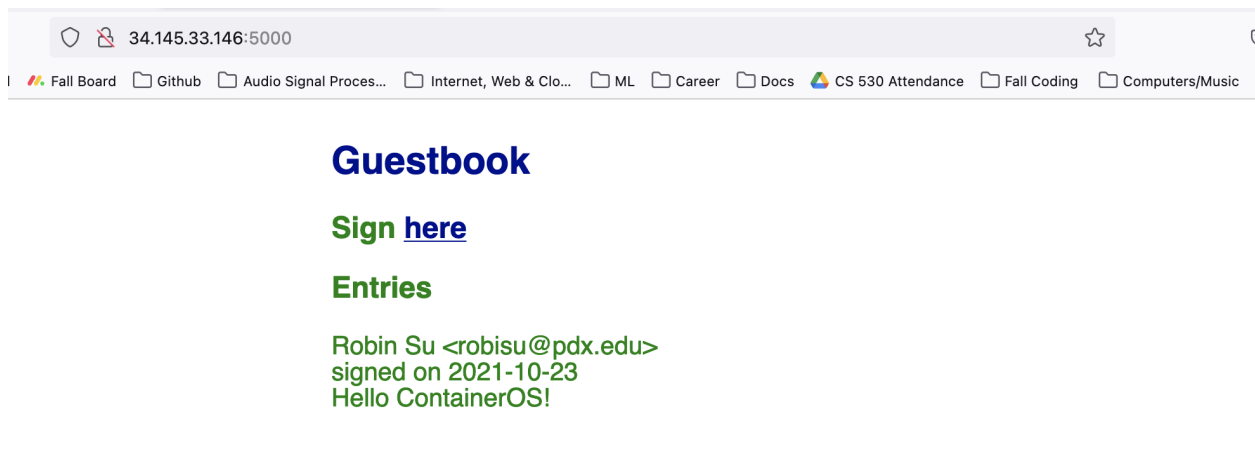 34.145.33.146:5000
Fall Board Github Audio Signal Proces... Internet, Web & Clo... ML Career Docs CS 530 Attendance Fall Coding Computers/Music
Guestbook
Sign here
Entries
Robin Su <robisu@pdx.edu>
signed on 2021-10-23
Hello ContainerOS!